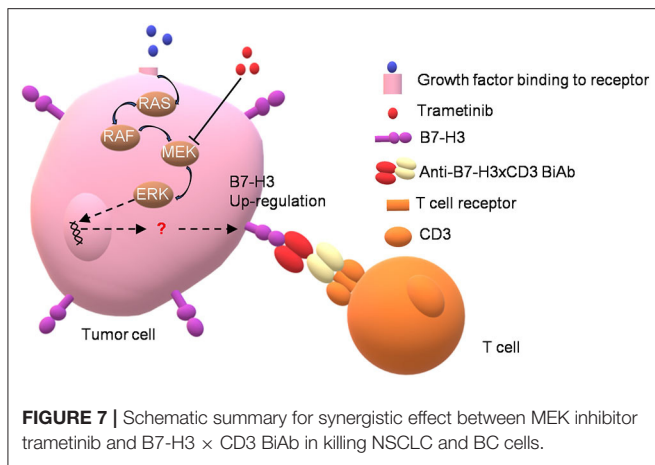 RAS
RAF
MEK
ERK
?
B7-H3
Up-regulation
Tumor cell
T cell
Growth factor binding to receptor
Trametinib
B7-H3
Anti-B7-H3xCD3 BiAb
T cell receptor
CD3
FIGURE 7 | Schematic summary for synergistic effect between MEK inhibitor
trametinib and B7-H3 × CD3 BiAb in killing NSCLC and BC cells.